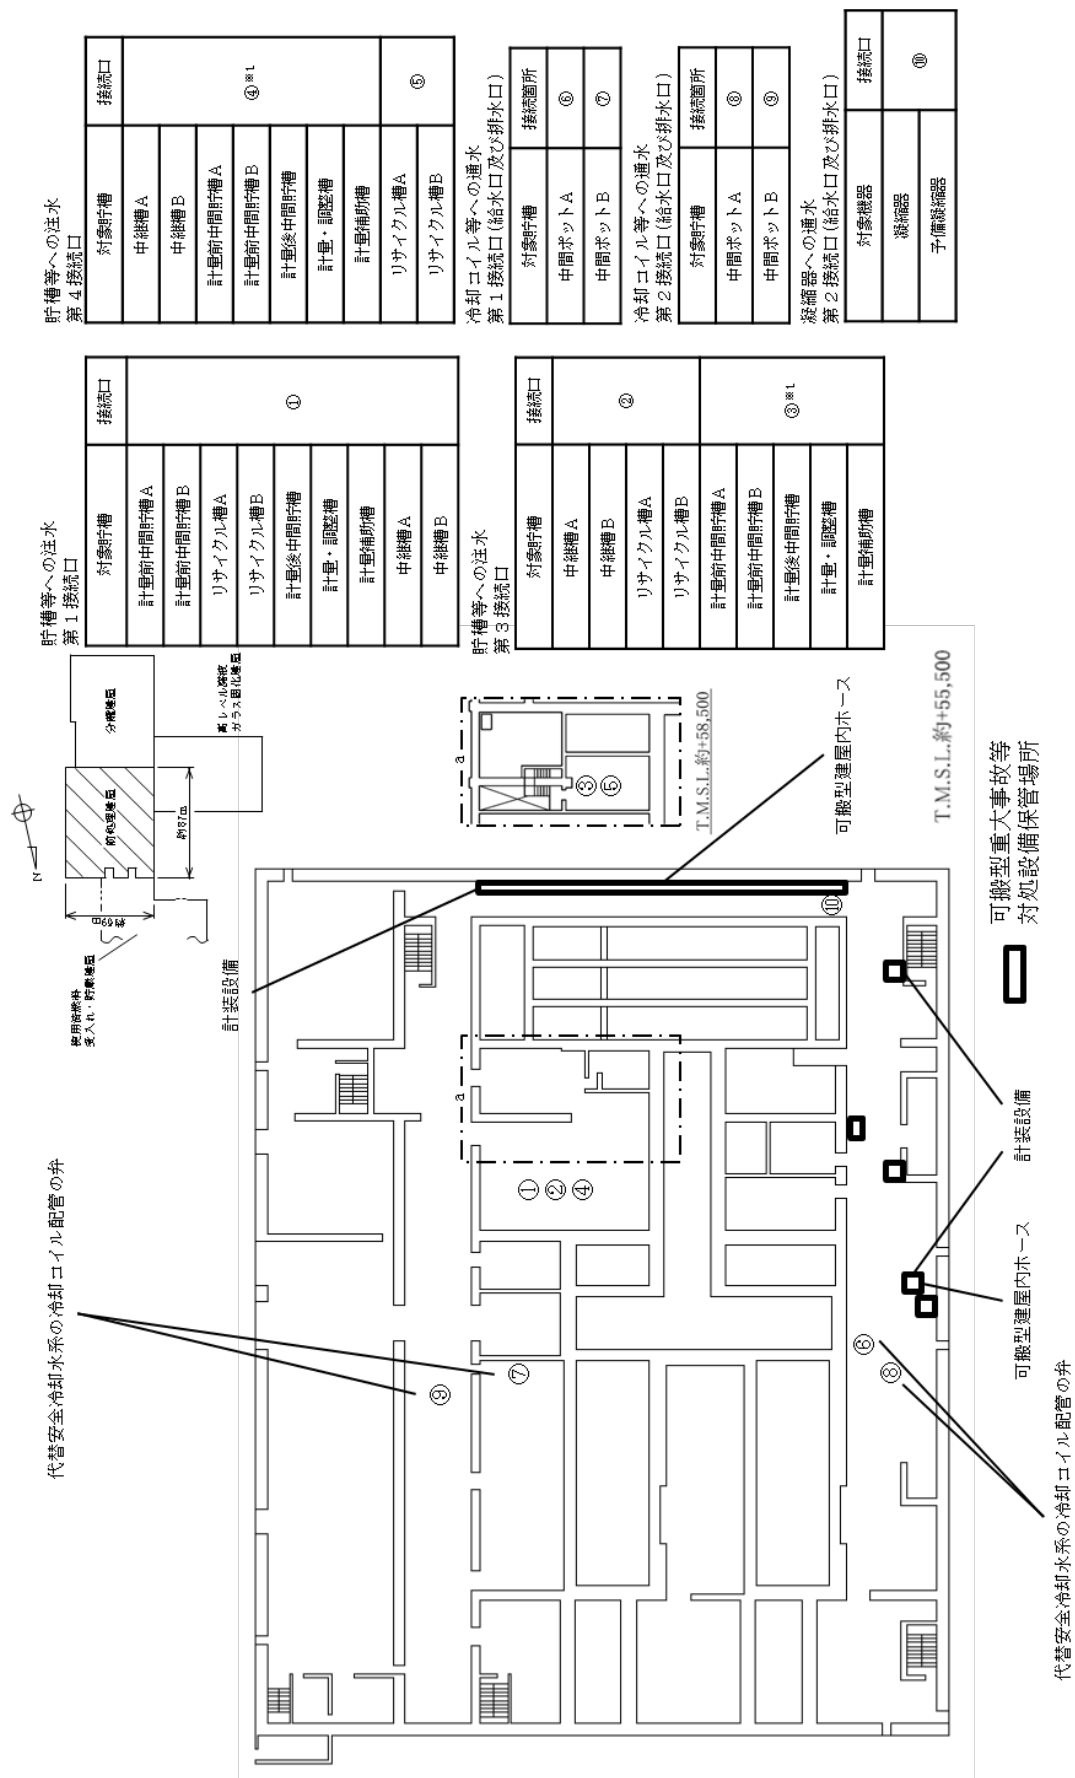 貯槽等への注水
第1接続口
対象貯槽 接続口
計量前中間貯槽A ①
計量前中間貯槽B
リサイクル槽A
リサイクル槽B
計量後中間貯槽
計量・調整槽
計量補助槽
中継槽A
中継槽B
貯槽等への注水
第4接続口
対象貯槽 接続口
中継槽A ④※1
中継槽B
計量前中間貯槽A
計量前中間貯槽B
計量後中間貯槽
計量・調整槽
計量補助槽
リサイクル槽A ⑤
リサイクル槽B
貯槽等への注水
第3接続口
対象貯槽 接続口
中継槽A ②
中継槽B
リサイクル槽A
リサイクル槽B
計量前中間貯槽A ③※1
計量前中間貯槽B
計量後中間貯槽
計量・調整槽
計量補助槽
冷却コイル等への通水
第1接続口(給水口及び排水口)
対象貯槽 接続箇所
中間ポットA ⑥
中間ポットB ⑦
冷却コイル等への通水
第2接続口(給水口及び排水口)
対象貯槽 接続箇所
中間ポットA ⑧
中間ポットB ⑨
凝縮器への通水
第2接続口(給水口及び排水口)
対象機器 接続口
凝縮器 ⑩
予備凝縮器
N
使用済燃料
受入れ・貯蔵建屋
前処理建屋
分離建屋
高レベル廃液
ガラス固化建屋
約87m
約69m
計装設備
代替安全冷却水系の冷却コイル配管の弁
a
③
⑤
T.M.S.L.約+58,500
可搬型建屋内ホース
⑩
a
①
②
④
⑨
⑦
⑥
⑧
T.M.S.L.約+55,500
可搬型重大事故等
対処設備保管場所
計装設備
可搬型建屋内ホース
代替安全冷却水系の冷却コイル配管の弁